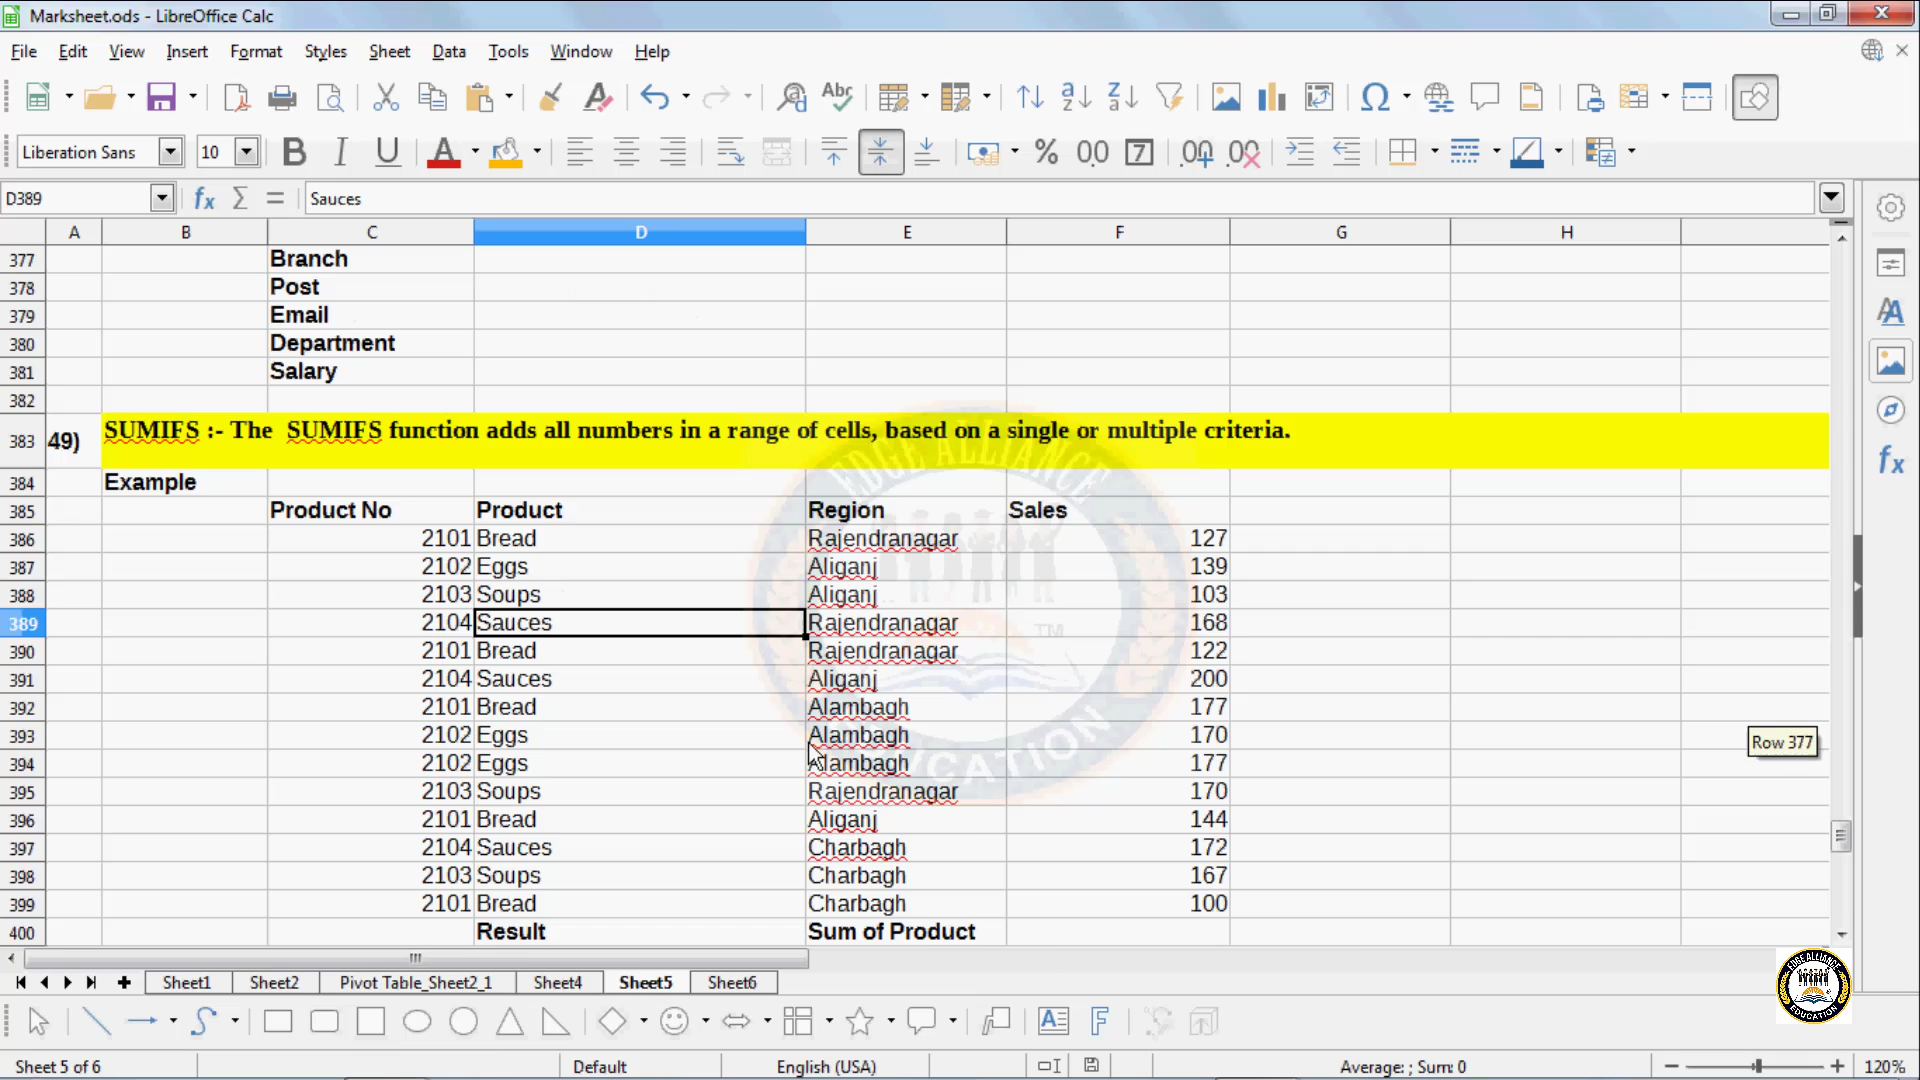 Marksheet.ods - LibreOffice Calc
File Edit View Insert Format Styles Sheet Data Tools Window Help
Liberation Sans 10
D389 Sauces
A B C D E F G H
377 Branch
378 Post
379 Email
380 Department
381 Salary
382
383 49) SUMIFS :- The SUMIFS function adds all numbers in a range of cells, based on a single or multiple criteria.
384 Example
385 Product No Product Region Sales
386 2101 Bread Rajendranagar 127
387 2102 Eggs Aliganj 139
388 2103 Soups Aliganj 103
389 2104 Sauces Rajendranagar 168
390 2101 Bread Rajendranagar 122
391 2104 Sauces Aliganj 200
392 2101 Bread Alambagh 177
393 2102 Eggs Alambagh 170
Row 377
394 2102 Eggs Alambagh 177
395 2103 Soups Rajendranagar 170
396 2101 Bread Aliganj 144
397 2104 Sauces Charbagh 172
398 2103 Soups Charbagh 167
399 2101 Bread Charbagh 100
400 Result Sum of Product
EDGE ALLIANCE
EDUCATION
TM
Sheet1 Sheet2 Pivot Table_Sheet2_1 Sheet4 Sheet5 Sheet6
EDGE ALLIANCE
EDUCATION
Sheet 5 of 6 Default English (USA) Average: ; Sum: 0 120%